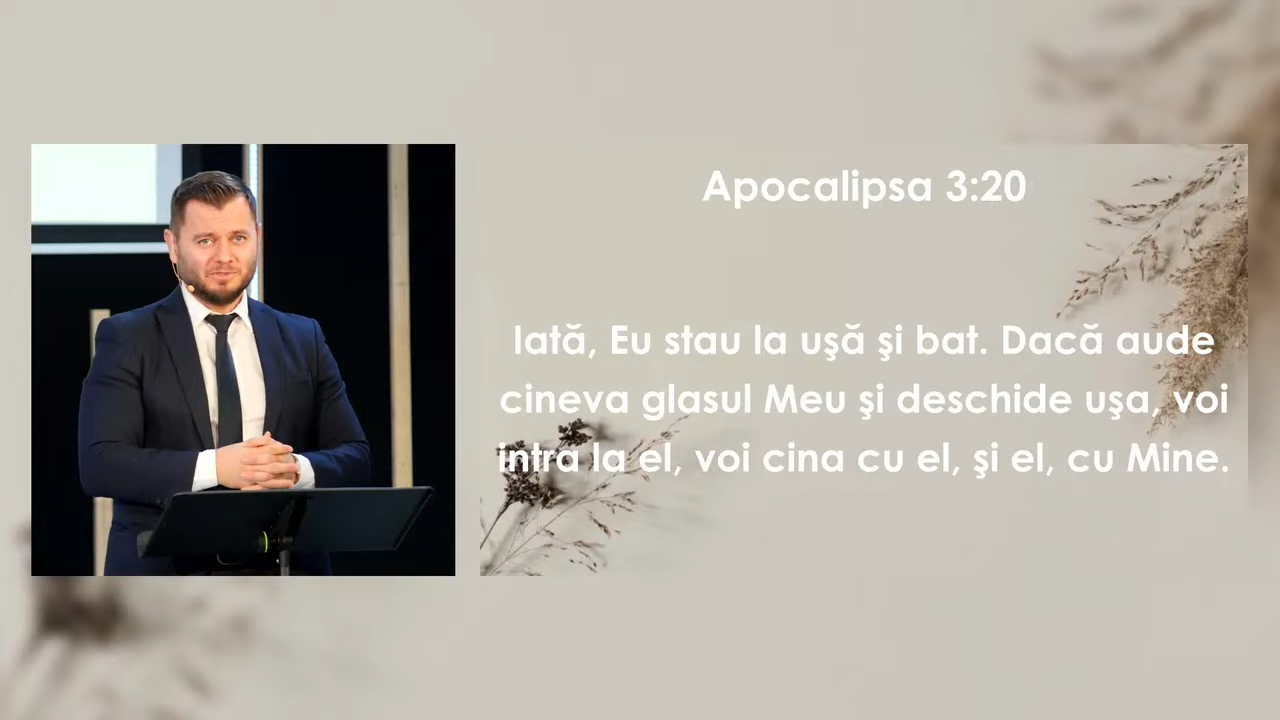 Apocalipsa 3:20
Iată, Eu stau la uşă şi bat. Dacă aude
cineva glasul Meu şi deschide uşa, voi
intra la el, voi cina cu el, şi el, cu Mine.